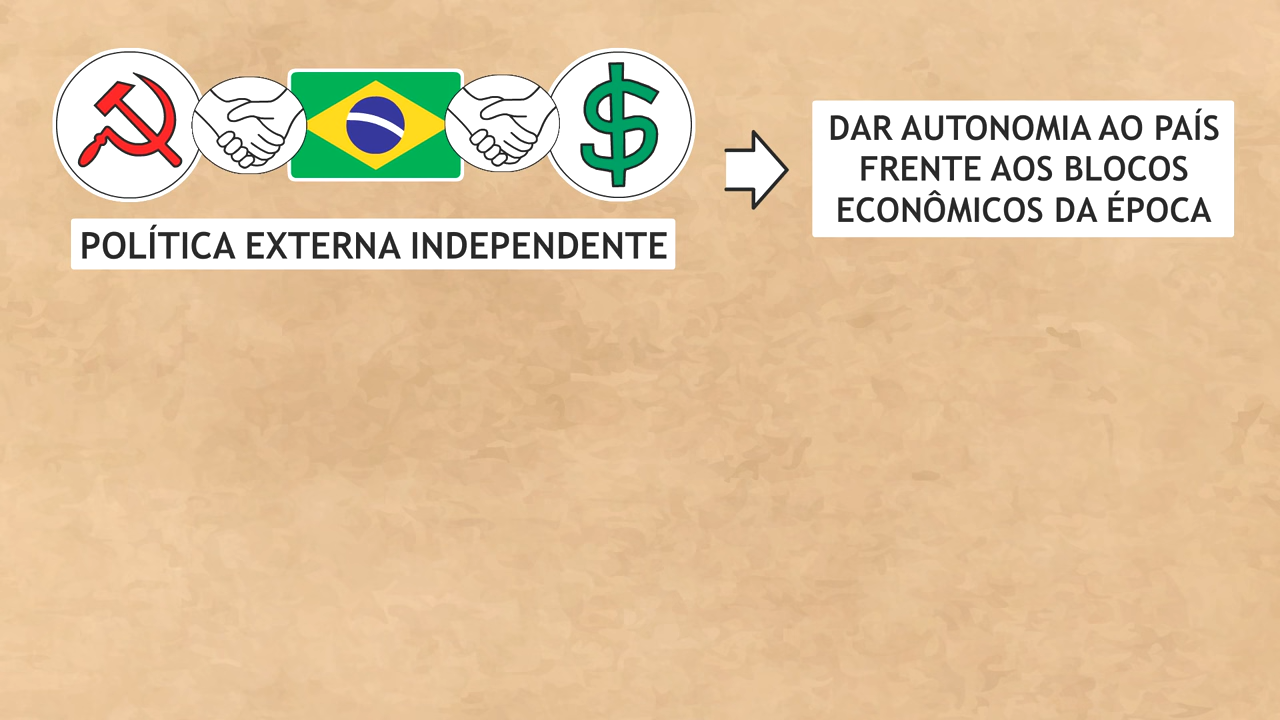 POLÍTICA EXTERNA INDEPENDENTE
DAR AUTONOMIA AO PAÍS
FRENTE AOS BLOCOS
ECONÔMICOS DA ÉPOCA